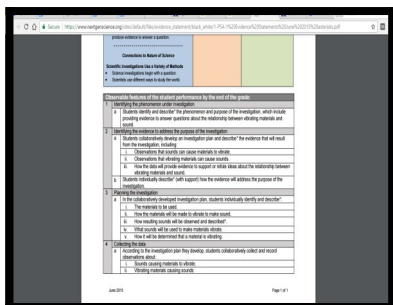 Secure https://www.nextgenscience.org/sites/default/files/evidence_statement/black_white/1-PS4-1%20Evidence%20Statements%20June%202015%20asterisks.pdf
produce evidence to answer a question.
Connections to Nature of Science
Scientific Investigations Use a Variety of Methods
• Science investigations begin with a question.
• Scientists use different ways to study the world.
Observable features of the student performance by the end of the grade:
1 Identifying the phenomenon under investigation
a Students identify and describe* the phenomenon and purpose of the investigation, which include
providing evidence to answer questions about the relationship between vibrating materials and
sound.
2 Identifying the evidence to address the purpose of the investigation
a Students collaboratively develop an investigation plan and describe* the evidence that will result
from the investigation, including:
i. Observations that sounds can cause materials to vibrate.
ii. Observations that vibrating materials can cause sounds.
iii. How the data will provide evidence to support or refute ideas about the relationship between
vibrating materials and sound.
b Students individually describe* (with support) how the evidence will address the purpose of the
investigation.
3 Planning the investigation
a In the collaboratively developed investigation plan, students individually identify and describe*:
i. The materials to be used.
ii. How the materials will be made to vibrate to make sound.
iii. How resulting sounds will be observed and described*.
iv. What sounds will be used to make materials vibrate.
v. How it will be determined that a material is vibrating.
4 Collecting the data
a According to the investigation plan they develop, students collaboratively collect and record
observations about:
i. Sounds causing materials to vibrate.
ii. Vibrating materials causing sounds.
June 2015 Page 1 of 1